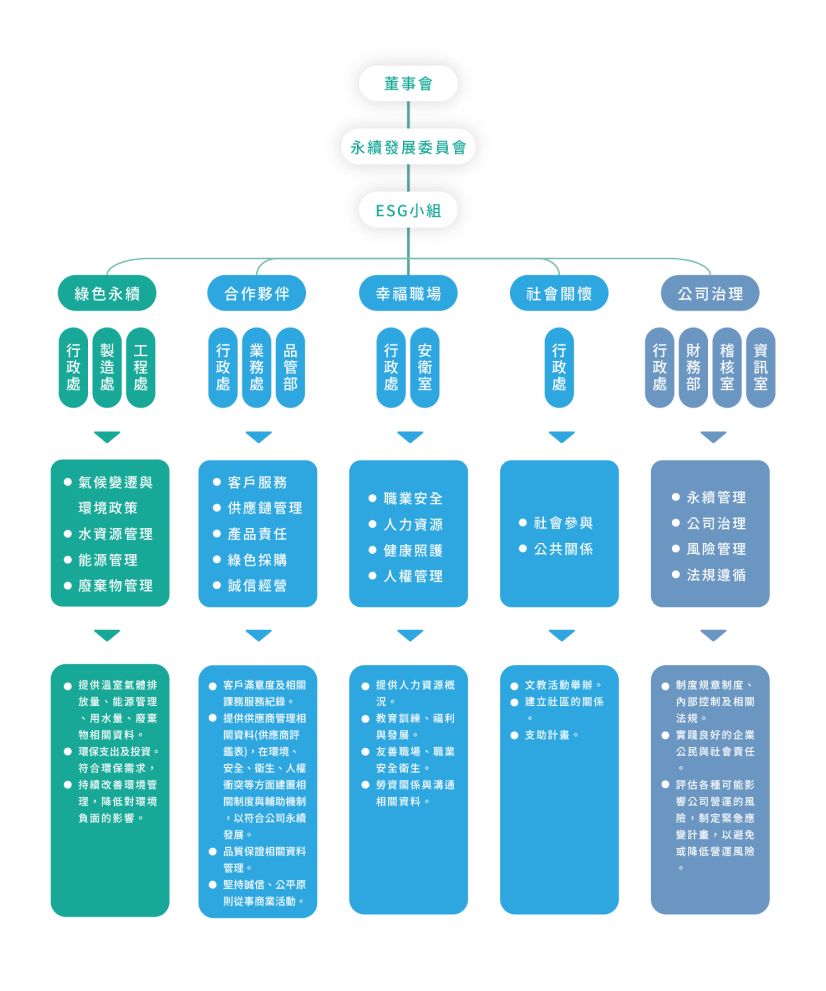 董事會
永續發展委員會
ESG小組
綠色永續
行政處
製造處
工程處
● 氣候變遷與
環境政策
● 水資源管理
● 能源管理
● 廢棄物管理
● 提供溫室氣體排
放量、能源管理
、用水量、廢棄
物相關資料。
● 環保支出及投資。
符合環保需求，
● 持續改善環境管
理，降低對環境
負面的影響。
合作夥伴
行政處
業務處
品管部
● 客戶服務
● 供應鏈管理
● 產品責任
● 綠色採購
● 誠信經營
● 客戶滿意度及相關
課務服務紀錄。
● 提供供應商管理相
關資料(供應商評
鑑表)，在環境、
安全、衛生、人權
衝突等方面建置相
關制度與輔助機制
，以符合公司永續
發展。
● 品質保證相關資料
管理。
● 堅持誠信、公平原
則從事商業活動。
幸福職場
行政處
安衛室
● 職業安全
● 人力資源
● 健康照護
● 人權管理
● 提供人力資源概
況。
● 教育訓練、福利
與發展。
● 友善職場、職業
安全衛生。
● 勞資關係與溝通
相關資料。
社會關懷
行政處
● 社會參與
● 公共關係
● 文教活動舉辦。
● 建立社區的關係
。
● 支助計畫。
公司治理
行政處
財務部
稽核室
資訊室
● 永續管理
● 公司治理
● 風險管理
● 法規遵循
● 制度規章制度、
內部控制及相關
法規。
● 實踐良好的企業
公民與社會責任
。
● 評估各種可能影
響公司營運的風
險，制定緊急應
變計畫，以避免
或降低營運風險
。